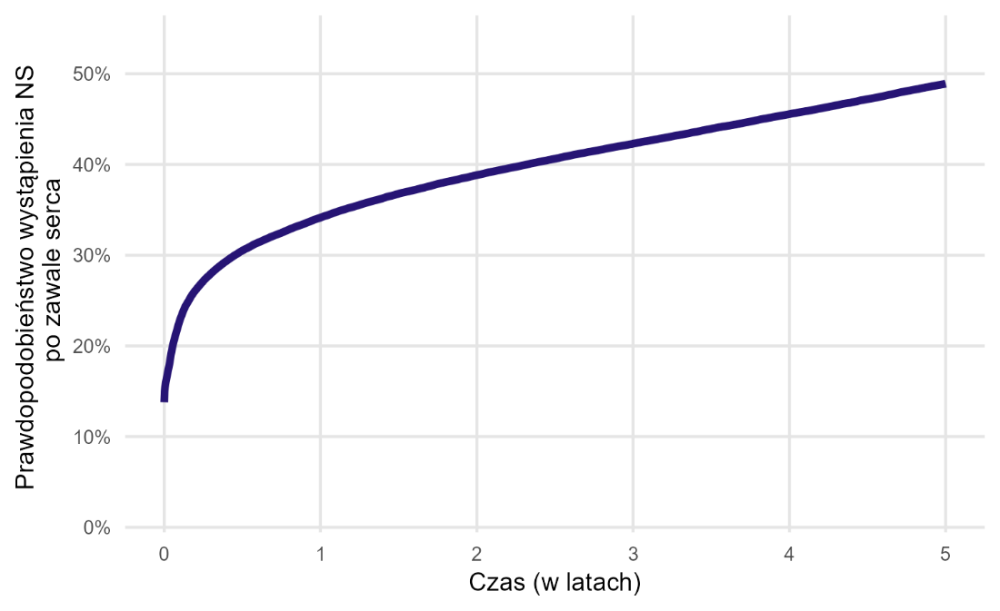 Prawdopodobieństwo wystąpienia NS
po zawale serca
50%
40%
30%
20%
10%
0%
0 1 2 3 4 5
Czas (w latach)